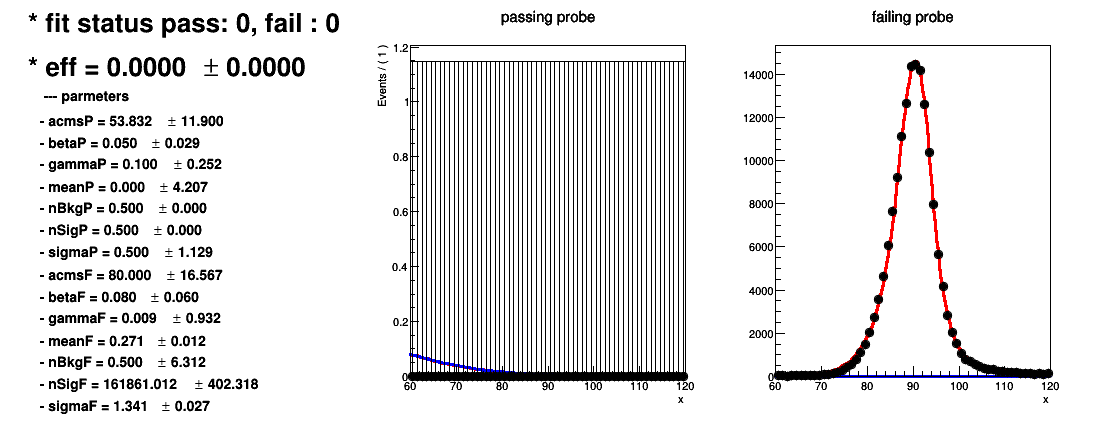 * fit status pass: 0, fail : 0
* eff = 0.0000 ± 0.0000
--- parmeters
- acmsP = 53.832 ± 11.900
- betaP = 0.050 ± 0.029
- gammaP = 0.100 ± 0.252
- meanP = 0.000 ± 4.207
- nBkgP = 0.500 ± 0.000
- nSigP = 0.500 ± 0.000
- sigmaP = 0.500 ± 1.129
- acmsF = 80.000 ± 16.567
- betaF = 0.080 ± 0.060
- gammaF = 0.009 ± 0.932
- meanF = 0.271 ± 0.012
- nBkgF = 0.500 ± 6.312
- nSigF = 161861.012 ± 402.318
- sigmaF = 1.341 ± 0.027
passing probe
Events / ( 1 )
1.2
1
0.8
0.6
0.4
0.2
0
60 70 80 90 100 110 120
x
failing probe
14000
12000
10000
8000
6000
4000
2000
0
60 70 80 90 100 110 120
x